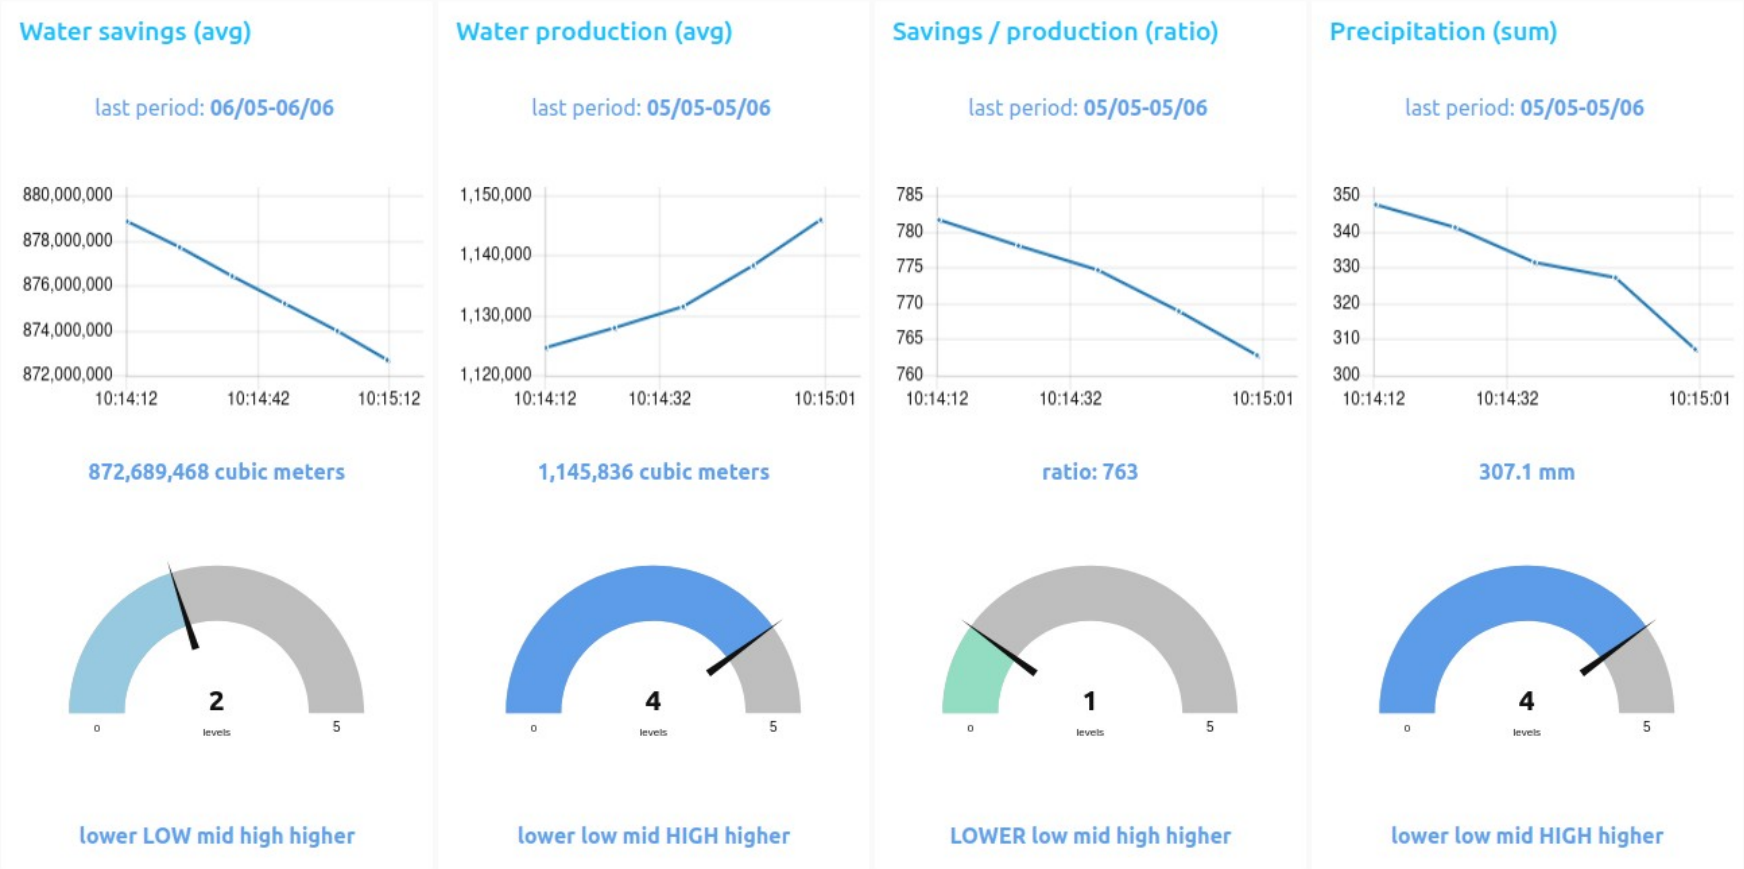 Water savings (avg)
last period: 06/05-06/06
880,000,000
878,000,000
876,000,000
874,000,000
872,000,000
10:14:12 10:14:42 10:15:12
872,689,468 cubic meters
2
0 levels 5
lower LOW mid high higher
Water production (avg)
last period: 05/05-05/06
1,150,000
1,140,000
1,130,000
1,120,000
10:14:12 10:14:32 10:15:01
1,145,836 cubic meters
4
0 levels 5
lower low mid HIGH higher
Savings / production (ratio)
last period: 05/05-05/06
785
780
775
770
765
760
10:14:12 10:14:32 10:15:01
ratio: 763
1
0 levels 5
LOWER low mid high higher
Precipitation (sum)
last period: 05/05-05/06
350
340
330
320
310
300
10:14:12 10:14:32 10:15:01
307.1 mm
4
0 levels 5
lower low mid HIGH higher